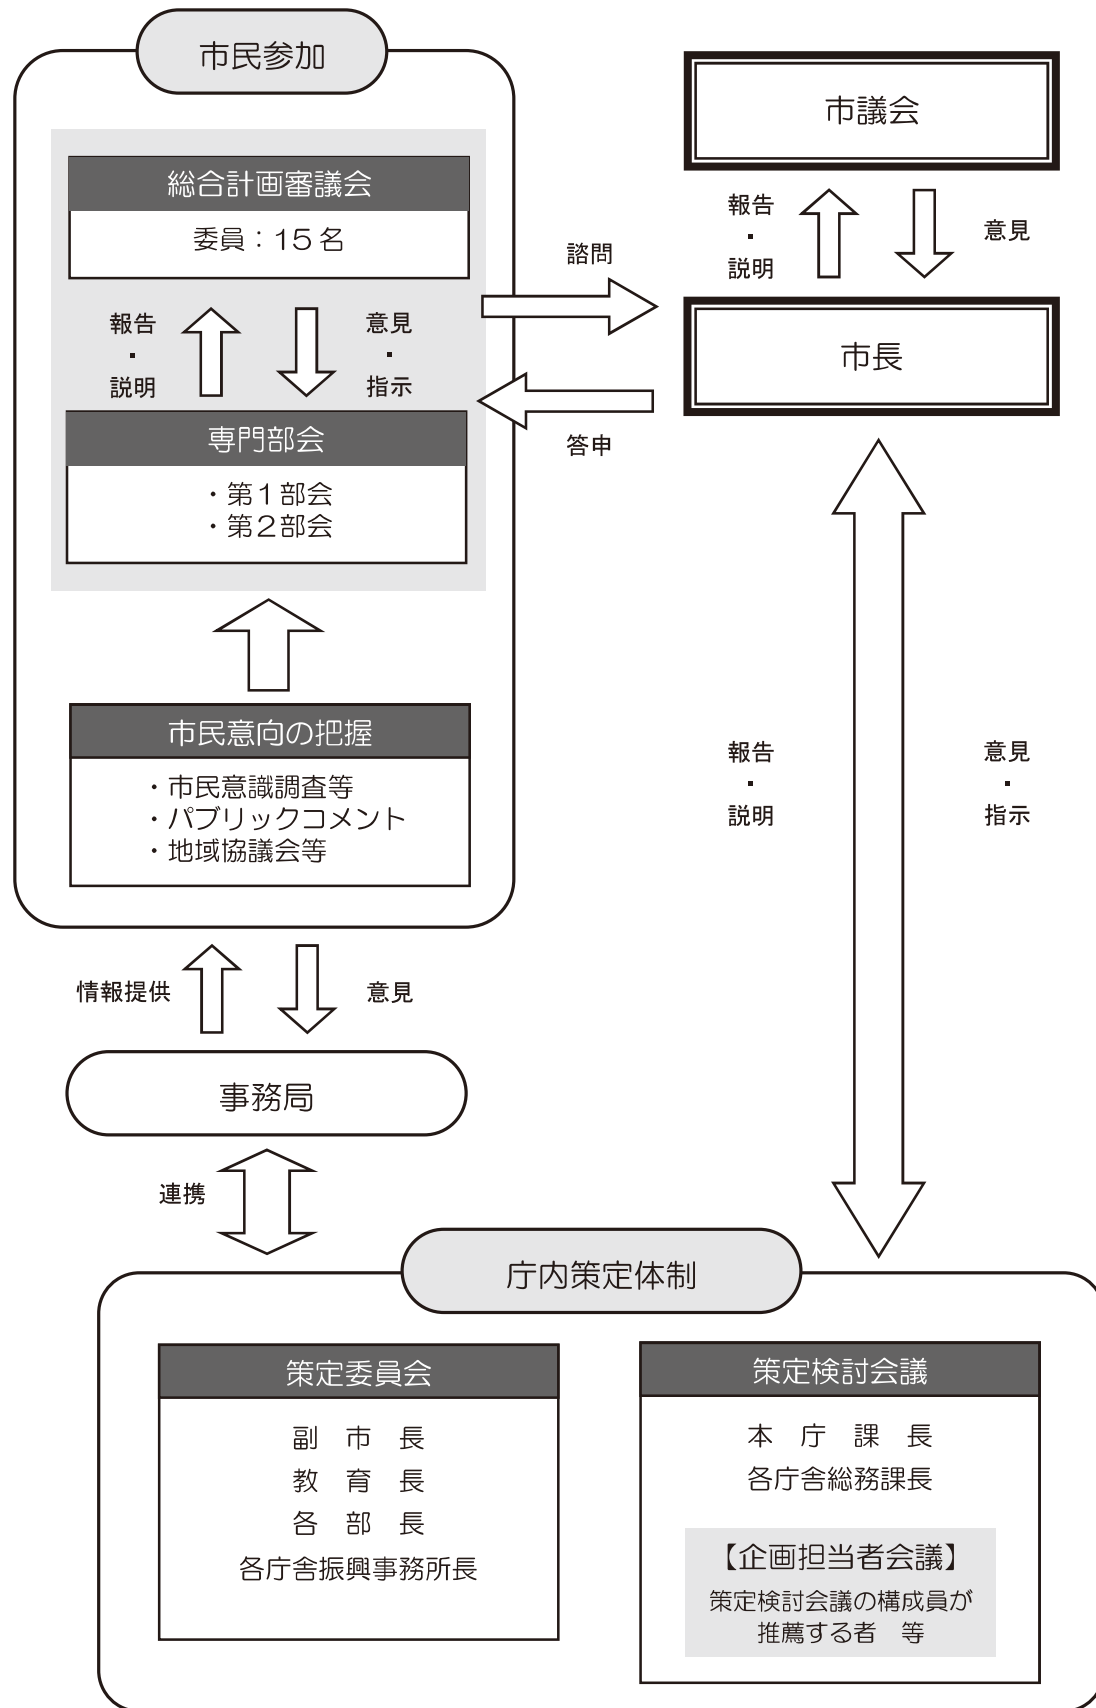 市民参加
総合計画審議会
委員：15名
報告
・
説明
意見
・
指示
専門部会
・第1部会
・第2部会
市民意向の把握
・市民意識調査等
・パブリックコメント
・地域協議会等
諮問
答申
市議会
報告
・
説明
意見
市長
報告
・
説明
意見
・
指示
情報提供
意見
事務局
連携
庁内策定体制
策定委員会
副　市　長
教　育　長
各　部　長
各庁舎振興事務所長
策定検討会議
本　庁　課　長
各庁舎総務課長
【企画担当者会議】
策定検討会議の構成員が
推薦する者　等